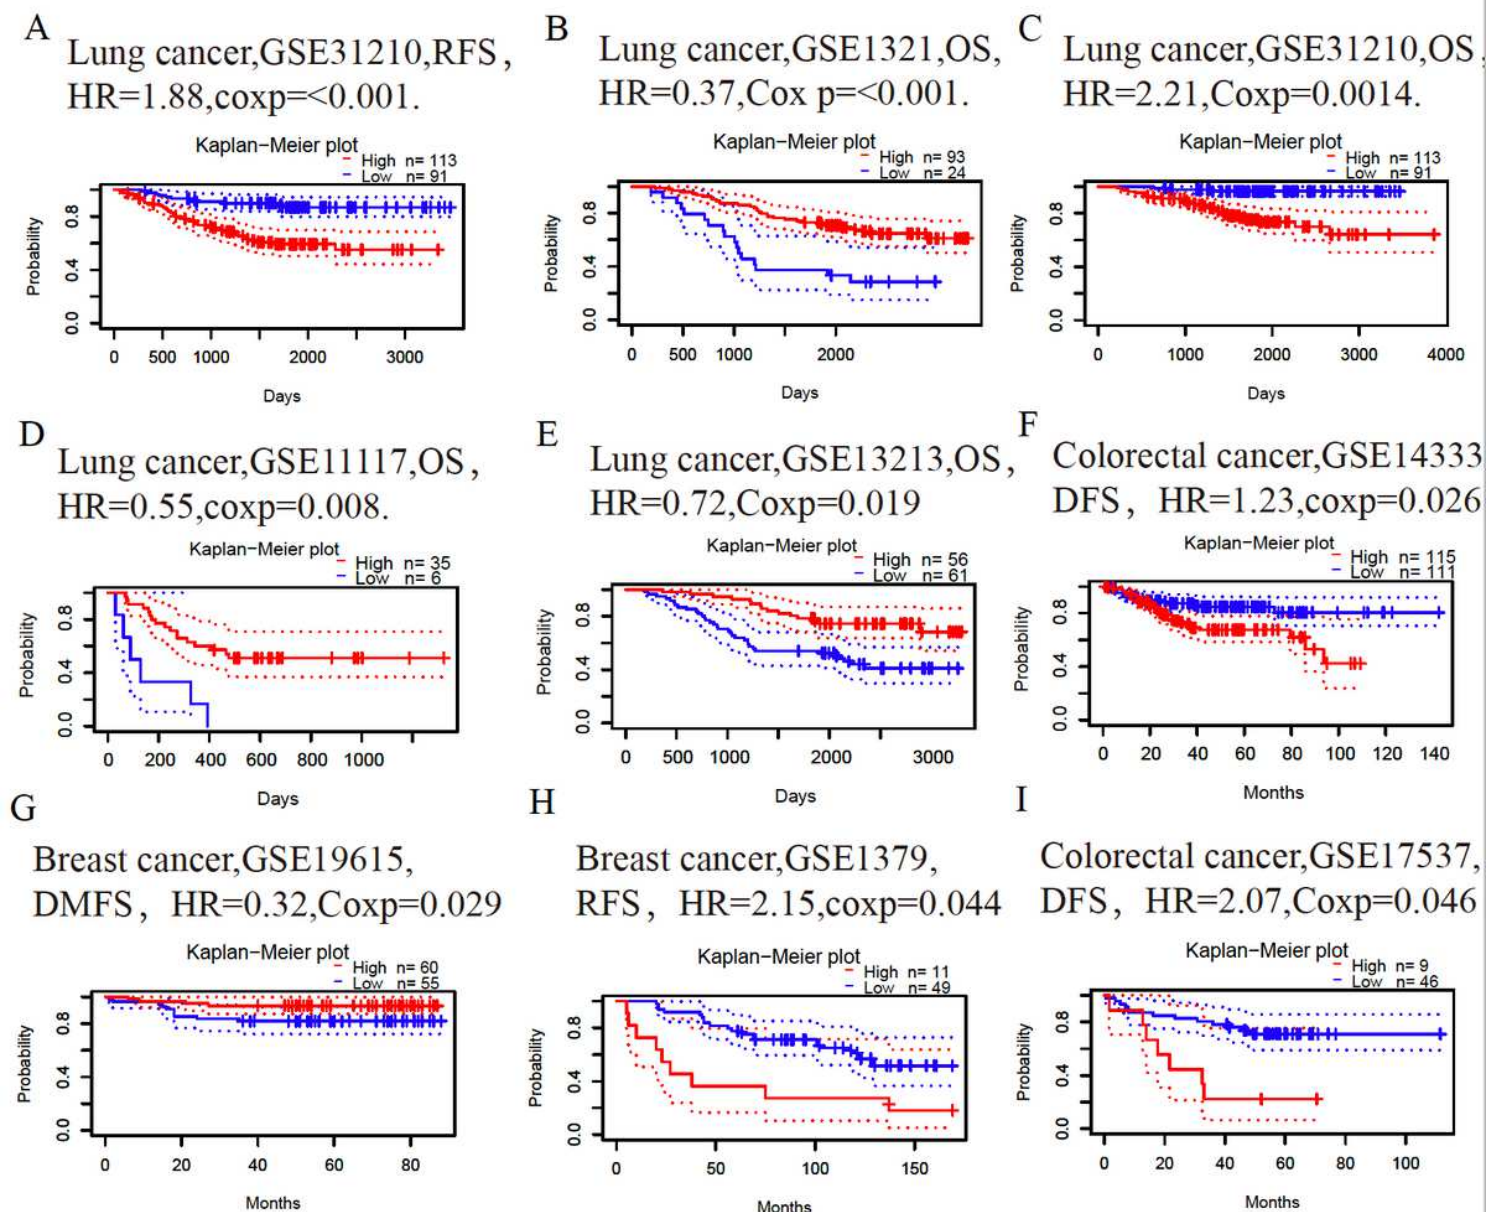 A
Lung cancer,GSE31210,RFS,
HR=1.88,coxp=<0.001.
Kaplan−Meier plot
High n= 113
Low n= 91
Probability
0.0 0.4 0.8
0 500 1000 2000 3000
Days
B
Lung cancer,GSE1321,OS,
HR=0.37,Cox p=<0.001.
Kaplan−Meier plot
High n= 93
Low n= 24
Probability
0.0 0.4 0.8
0 500 1000 2000
Days
C
Lung cancer,GSE31210,OS,
HR=2.21,Coxp=0.0014.
Kaplan−Meier plot
High n= 113
Low n= 91
Probability
0.0 0.4 0.8
0 1000 2000 3000 4000
Days
D
Lung cancer,GSE11117,OS,
HR=0.55,coxp=0.008.
Kaplan−Meier plot
High n= 35
Low n= 6
Probability
0.0 0.4 0.8
0 200 400 600 800 1000
Days
E
Lung cancer,GSE13213,OS,
HR=0.72,Coxp=0.019
Kaplan−Meier plot
High n= 56
Low n= 61
Probability
0.0 0.4 0.8
0 500 1000 2000 3000
Days
F
Colorectal cancer,GSE14333
DFS, HR=1.23,coxp=0.026
Kaplan−Meier plot
High n= 115
Low n= 111
Probability
0.0 0.4 0.8
0 20 40 60 80 100 120 140
Months
G
Breast cancer,GSE19615,
DMFS, HR=0.32,Coxp=0.029
Kaplan−Meier plot
High n= 60
Low n= 55
Probability
0.0 0.4 0.8
0 20 40 60 80
Months
H
Breast cancer,GSE1379,
RFS, HR=2.15,coxp=0.044
Kaplan−Meier plot
High n= 11
Low n= 49
Probability
0.0 0.4 0.8
0 50 100 150
Months
I
Colorectal cancer,GSE17537,
DFS, HR=2.07,Coxp=0.046
Kaplan−Meier plot
High n= 9
Low n= 46
Probability
0.0 0.4 0.8
0 20 40 60 80 100
Months